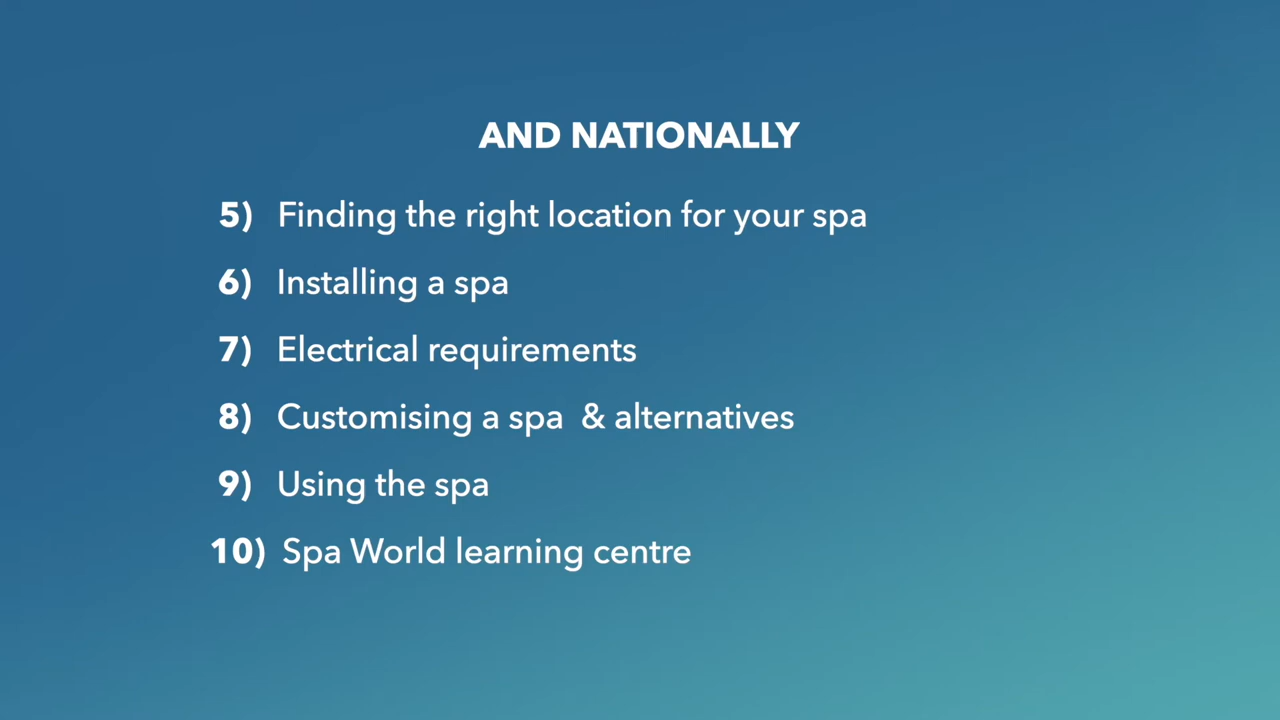 AND NATIONALLY
5) Finding the right location for your spa
6) Installing a spa
7) Electrical requirements
8) Customising a spa & alternatives
9) Using the spa
10) Spa World learning centre